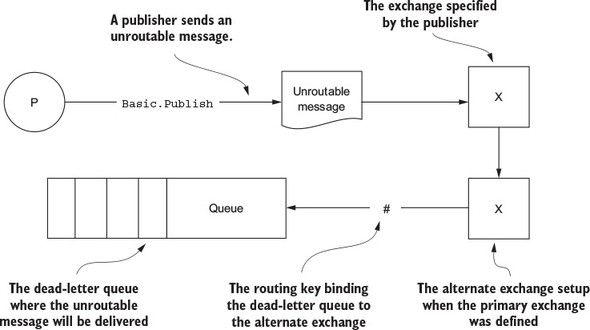 A publisher sends an
unroutable message.
The exchange specified
by the publisher
P
Basic.Publish
Unroutable
message
X
Queue
#
X
The dead-letter queue
where the unroutable
message will be delivered
The routing key binding
the dead-letter queue to
the alternate exchange
The alternate exchange setup
when the primary exchange
was defined